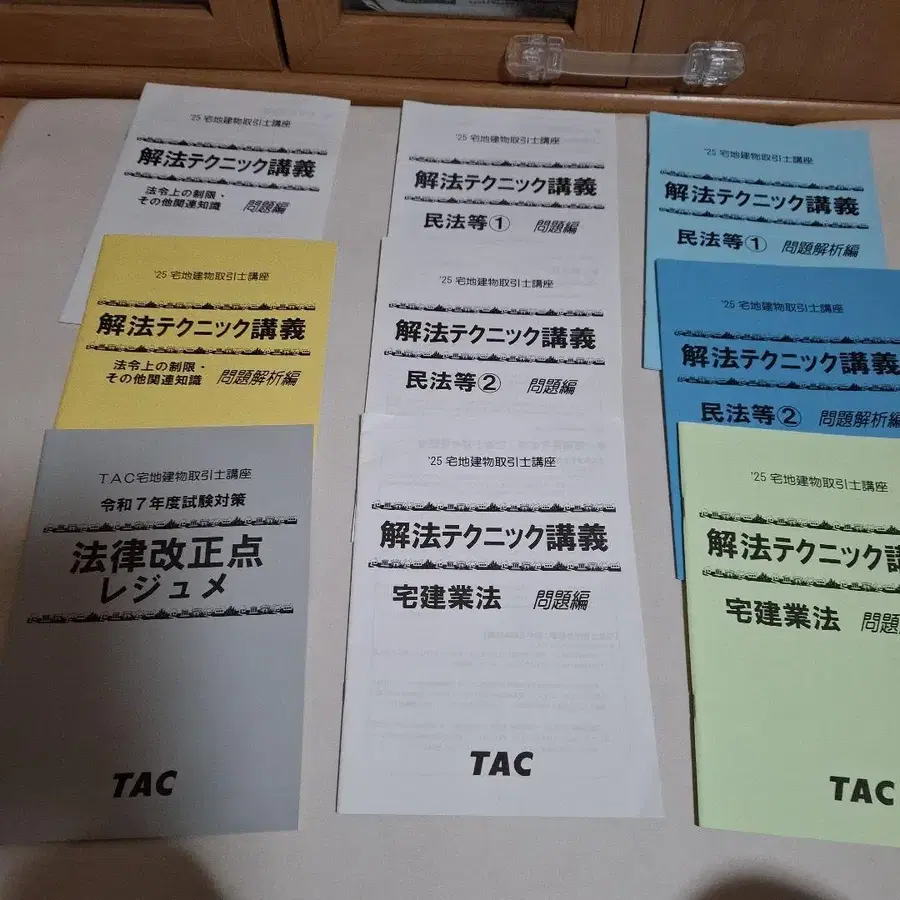 '25 宅地建物取引士講座
解法テクニック講義
法令上の制限・
その他関連知識 問題編
'25 宅地建物取引士講座
解法テクニック講義
民法等① 問題編
'25 宅地建物取引士講座
解法テクニック講義
民法等① 問題解析編
'25 宅地建物取引士講座
解法テクニック講義
法令上の制限・
その他関連知識 問題解析編
'25 宅地建物取引士講座
解法テクニック講義
民法等② 問題編
'25 宅地建物取引士講座
解法テクニック講義
民法等② 問題解析編
TAC宅地建物取引士講座
令和7年度試験対策
法律改正点
レジュメ
TAC
'25 宅地建物取引士講座
解法テクニック講義
宅建業法 問題編
TAC
'25 宅地建物取引士講座
解法テクニック講
宅建業法 問題
TAC